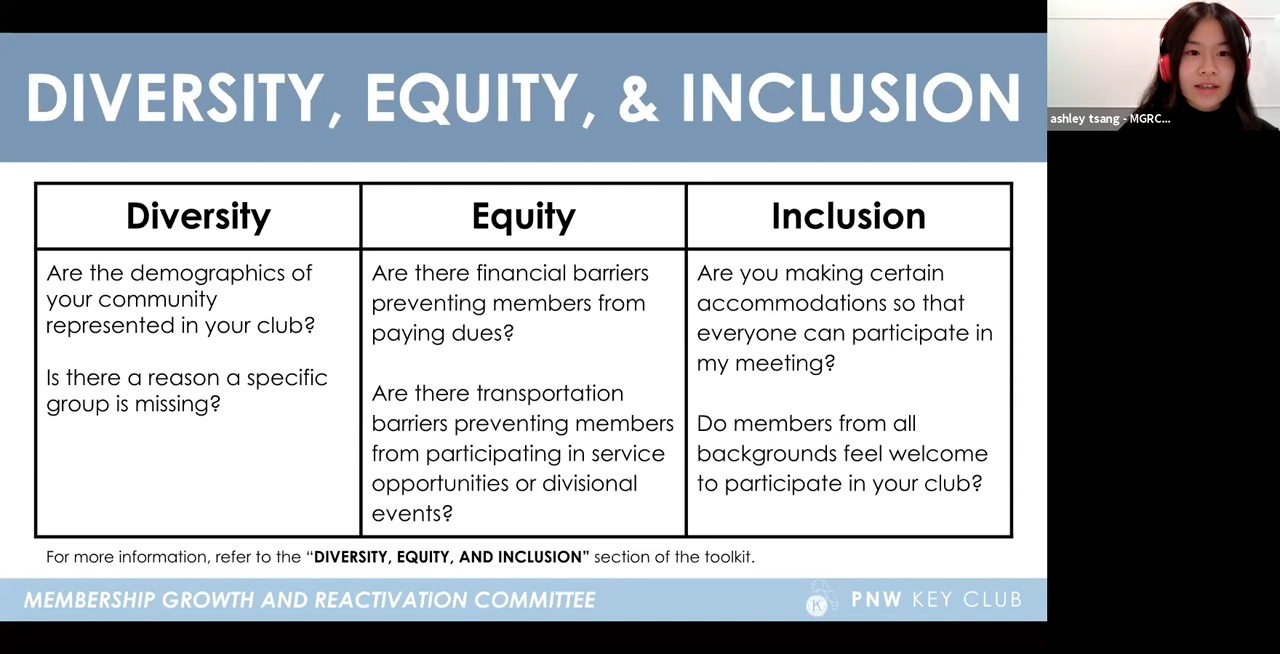 DIVERSITY, EQUITY, & INCLUSION
ashley tsang - MGRC...
Diversity
Equity
Inclusion
Are the demographics of
your community
represented in your club?
Is there a reason a specific
group is missing?
Are there financial barriers
preventing members from
paying dues?
Are there transportation
barriers preventing members
from participating in service
opportunities or divisional
events?
Are you making certain
accommodations so that
everyone can participate in
my meeting?
Do members from all
backgrounds feel welcome
to participate in your club?
For more information, refer to the “DIVERSITY, EQUITY, AND INCLUSION” section of the toolkit.
MEMBERSHIP GROWTH AND REACTIVATION COMMITTEE
K
PNW KEY CLUB